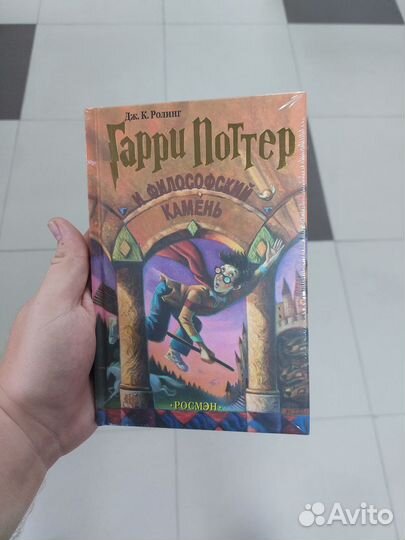 Дж. К. Ролинг
Гарри Поттер
и философский
камень
·РОСМЭН·
Avito